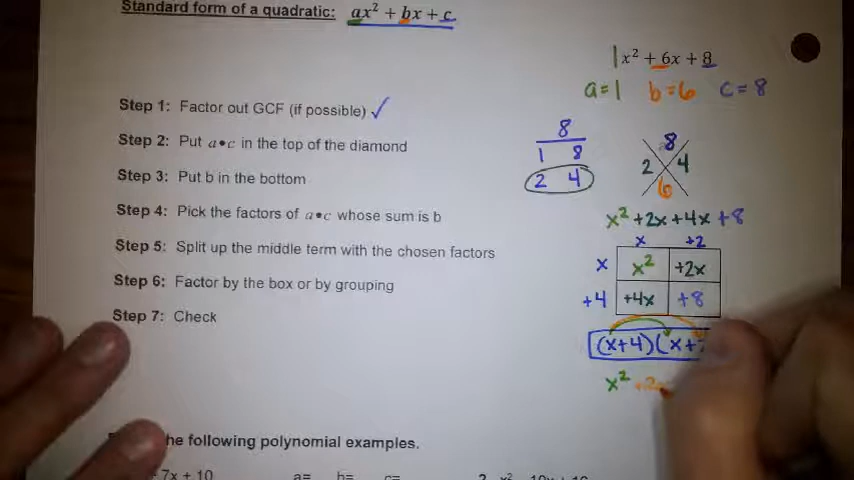 Standard form of a quadratic: ax² + bx + c
1x² + 6x + 8
a=1 b=6 c=8
Step 1: Factor out GCF (if possible) ✓
Step 2: Put a•c in the top of the diamond
Step 3: Put b in the bottom
Step 4: Pick the factors of a•c whose sum is b
Step 5: Split up the middle term with the chosen factors
Step 6: Factor by the box or by grouping
Step 7: Check
8
1 8
2 4
8
2 4
6
x²+2x+4x+8
x +2
x x² +2x
+4 +4x +8
(x+4)(x+
x² +2
he following polynomial examples.
7x + 10 a= b= c=